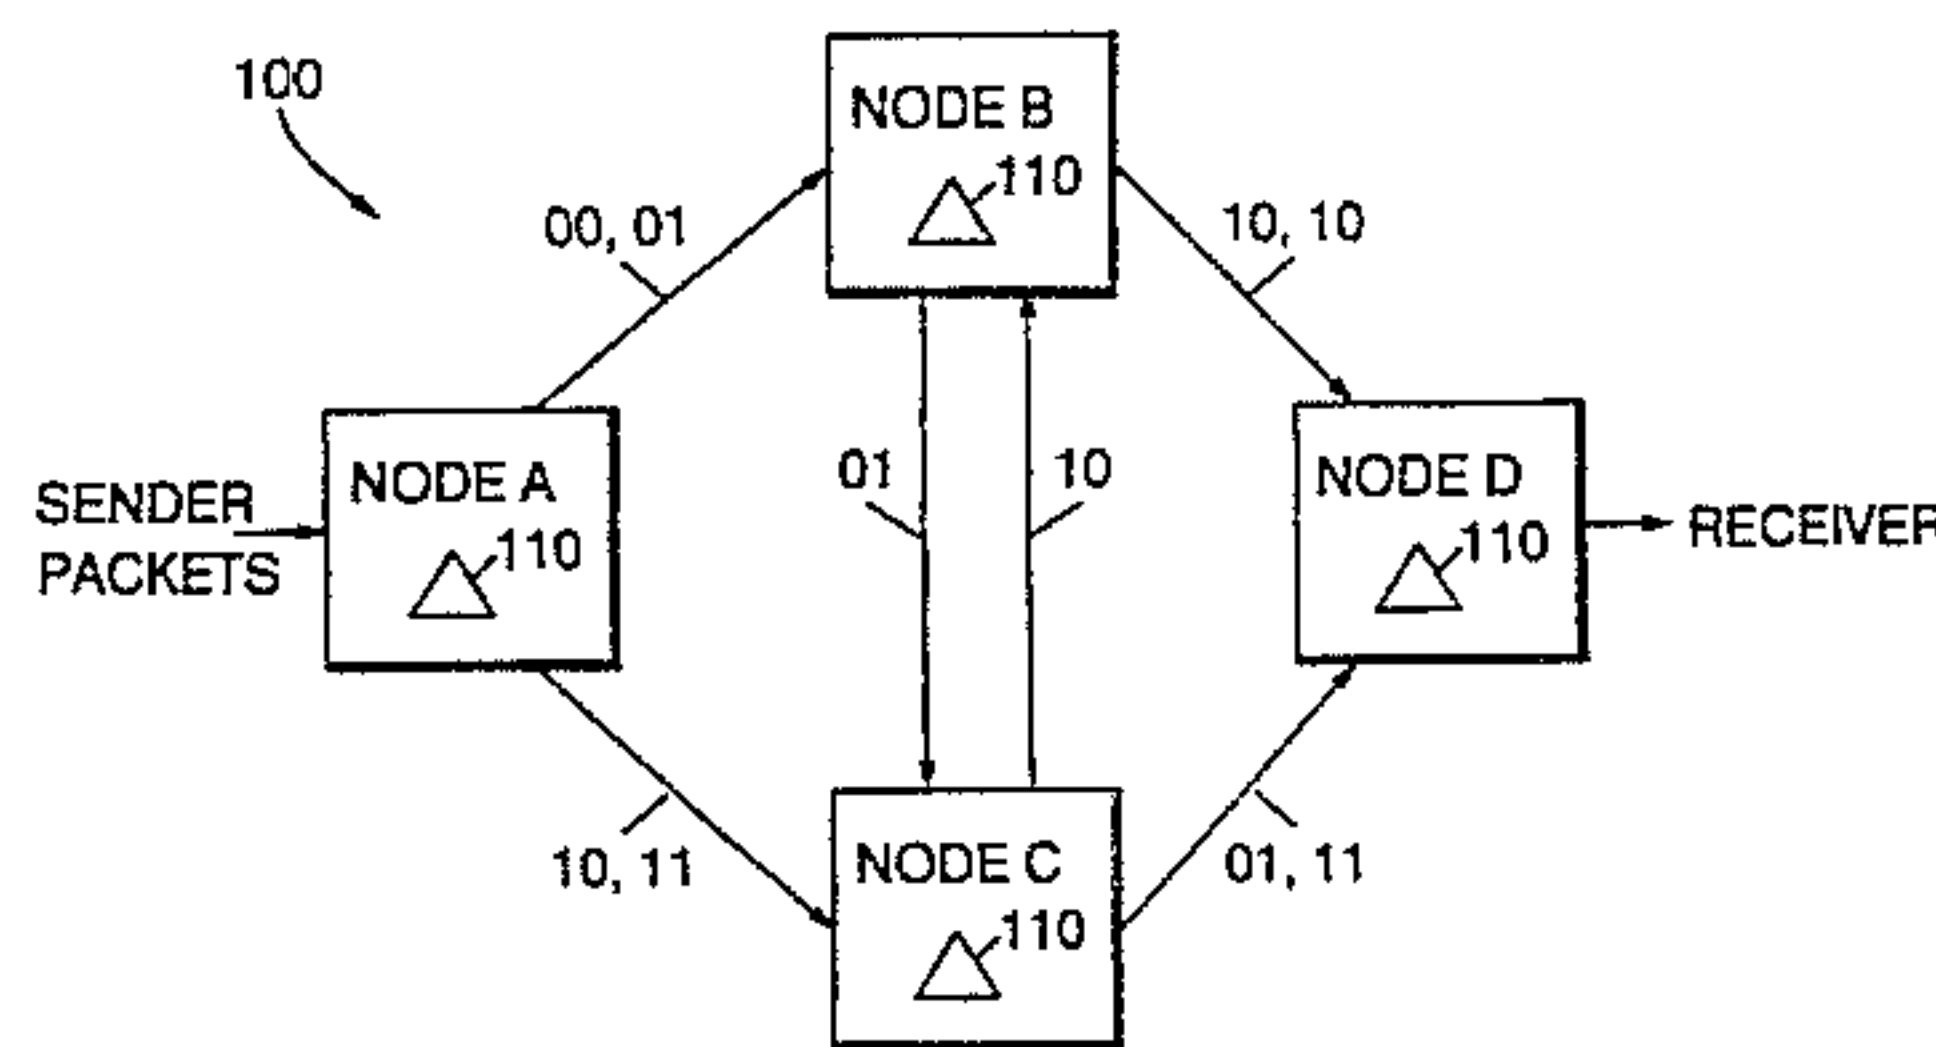 100
NODE B
110
00, 01
10, 10
NODE A
110
SENDER
PACKETS
01
10
NODE D
110
RECEIVER
10, 11
NODE C
110
01, 11